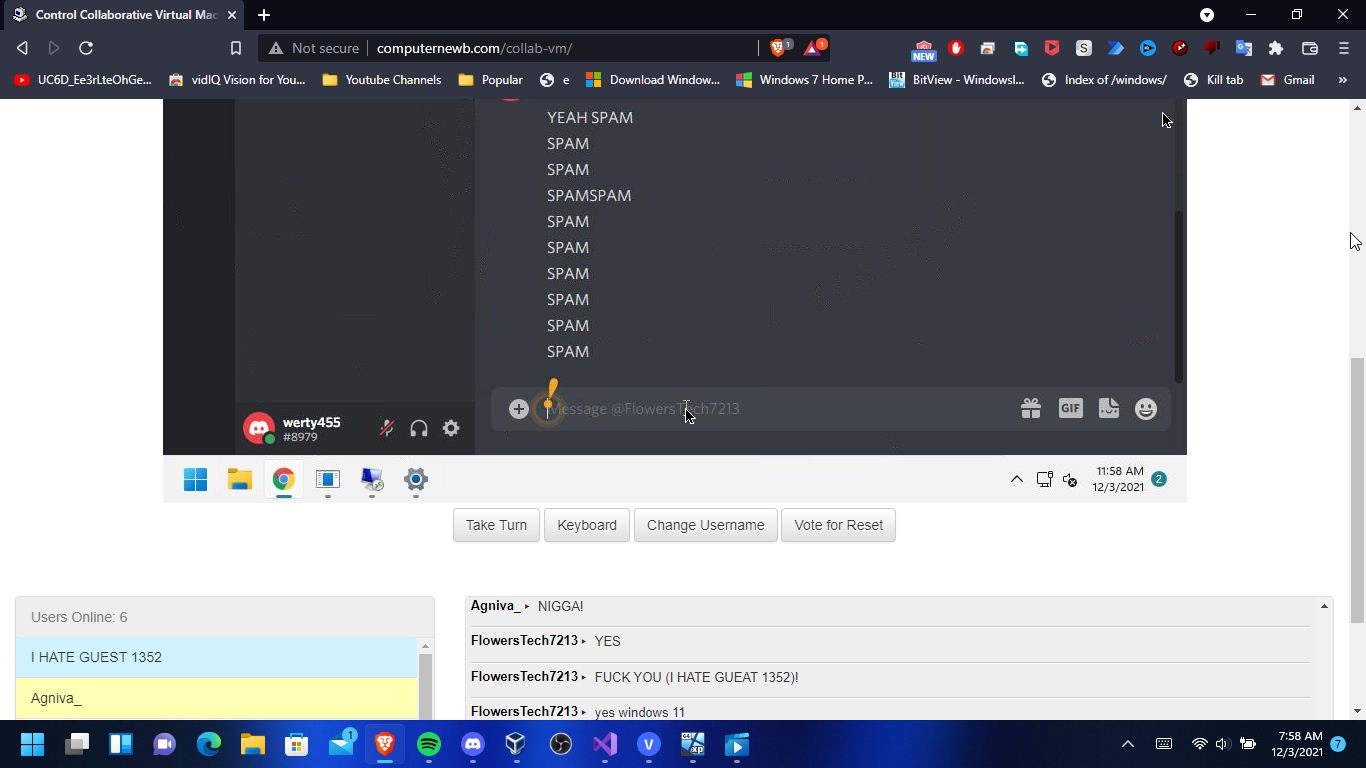 Control Collaborative Virtual Mac
Not secure
computernewb.com/collab-vm/
1
1
NEW
UC6D_Ee3rLteOhGe...
vidIQ Vision for You...
Youtube Channels
Popular
e
Download Window...
Windows 7 Home P...
BitView - Windowsl...
Index of /windows/
Kill tab
Gmail
»
YEAH SPAM
SPAM
SPAM
SPAMSPAM
SPAM
SPAM
SPAM
SPAM
SPAM
SPAM
Message @FlowersTech7213
GIF
werty455
#8979
11:58 AM
12/3/2021
2
Take Turn
Keyboard
Change Username
Vote for Reset
Users Online: 6
I HATE GUEST 1352
Agniva_
Agniva_ ▸ NIGGA!
FlowersTech7213 ▸ YES
FlowersTech7213 ▸ FUCK YOU (I HATE GUEAT 1352)!
FlowersTech7213 ▸ yes windows 11
1
7:58 AM
12/3/2021
7